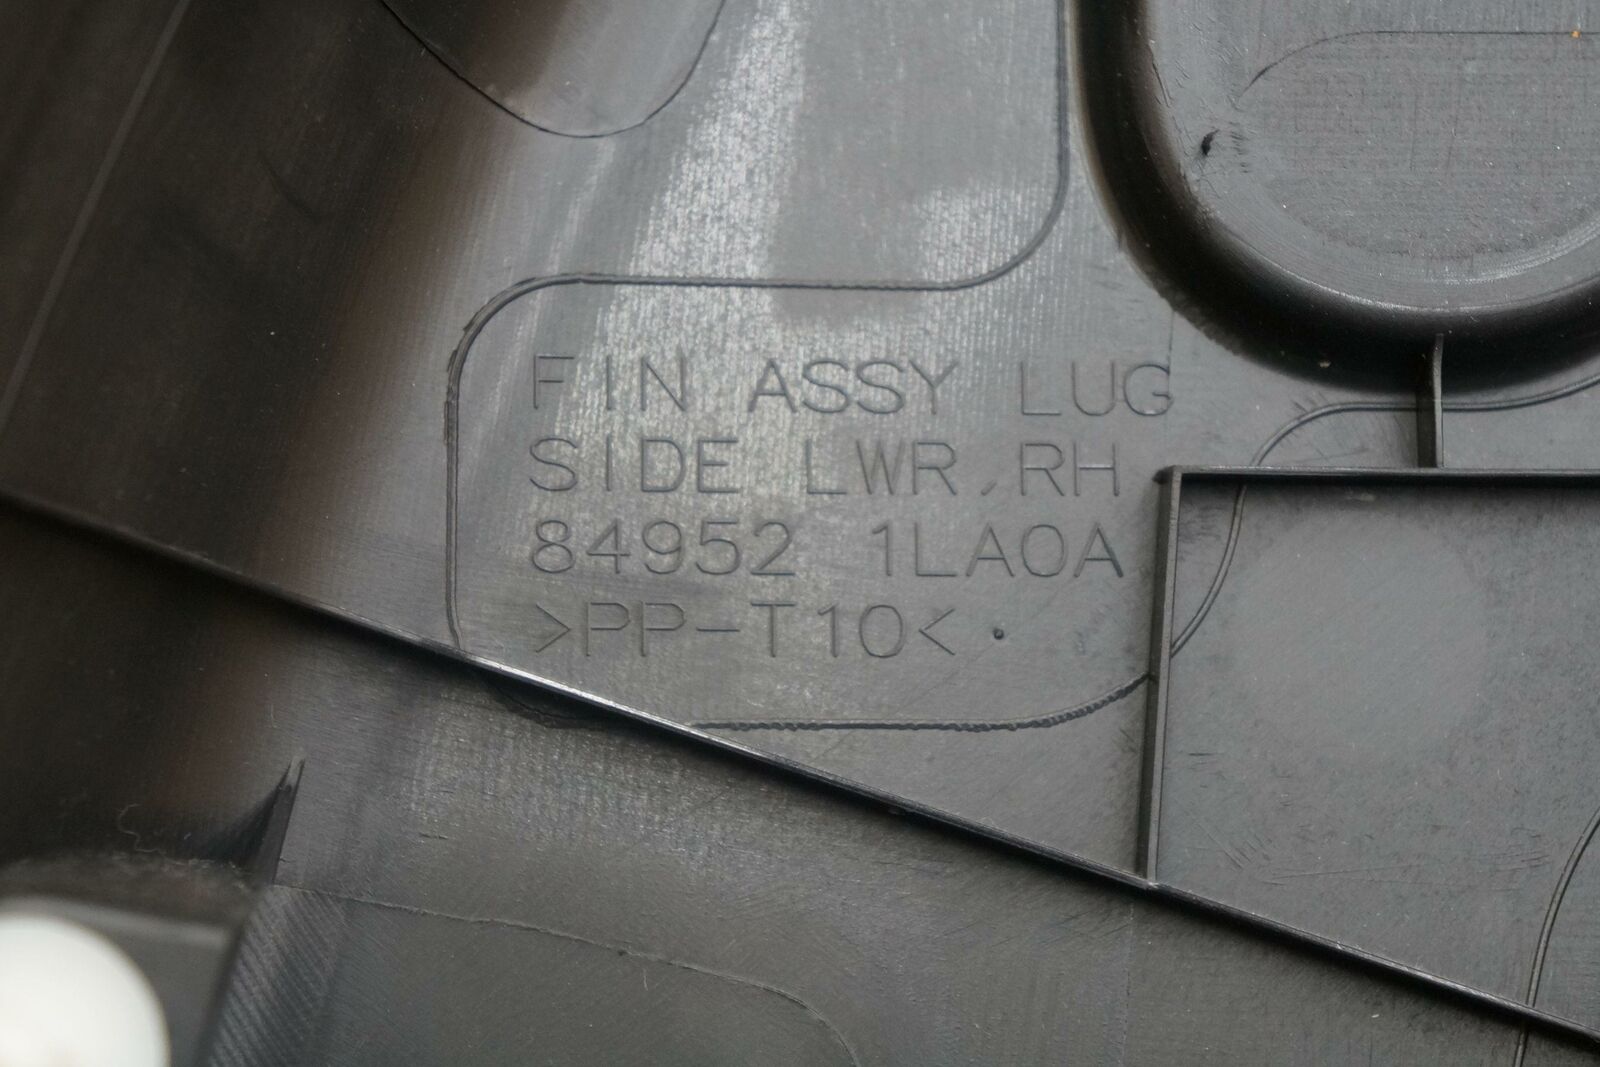 FIN ASSY LUG
SIDE LWR, RH
84952 1LA0A
>PP-T10<